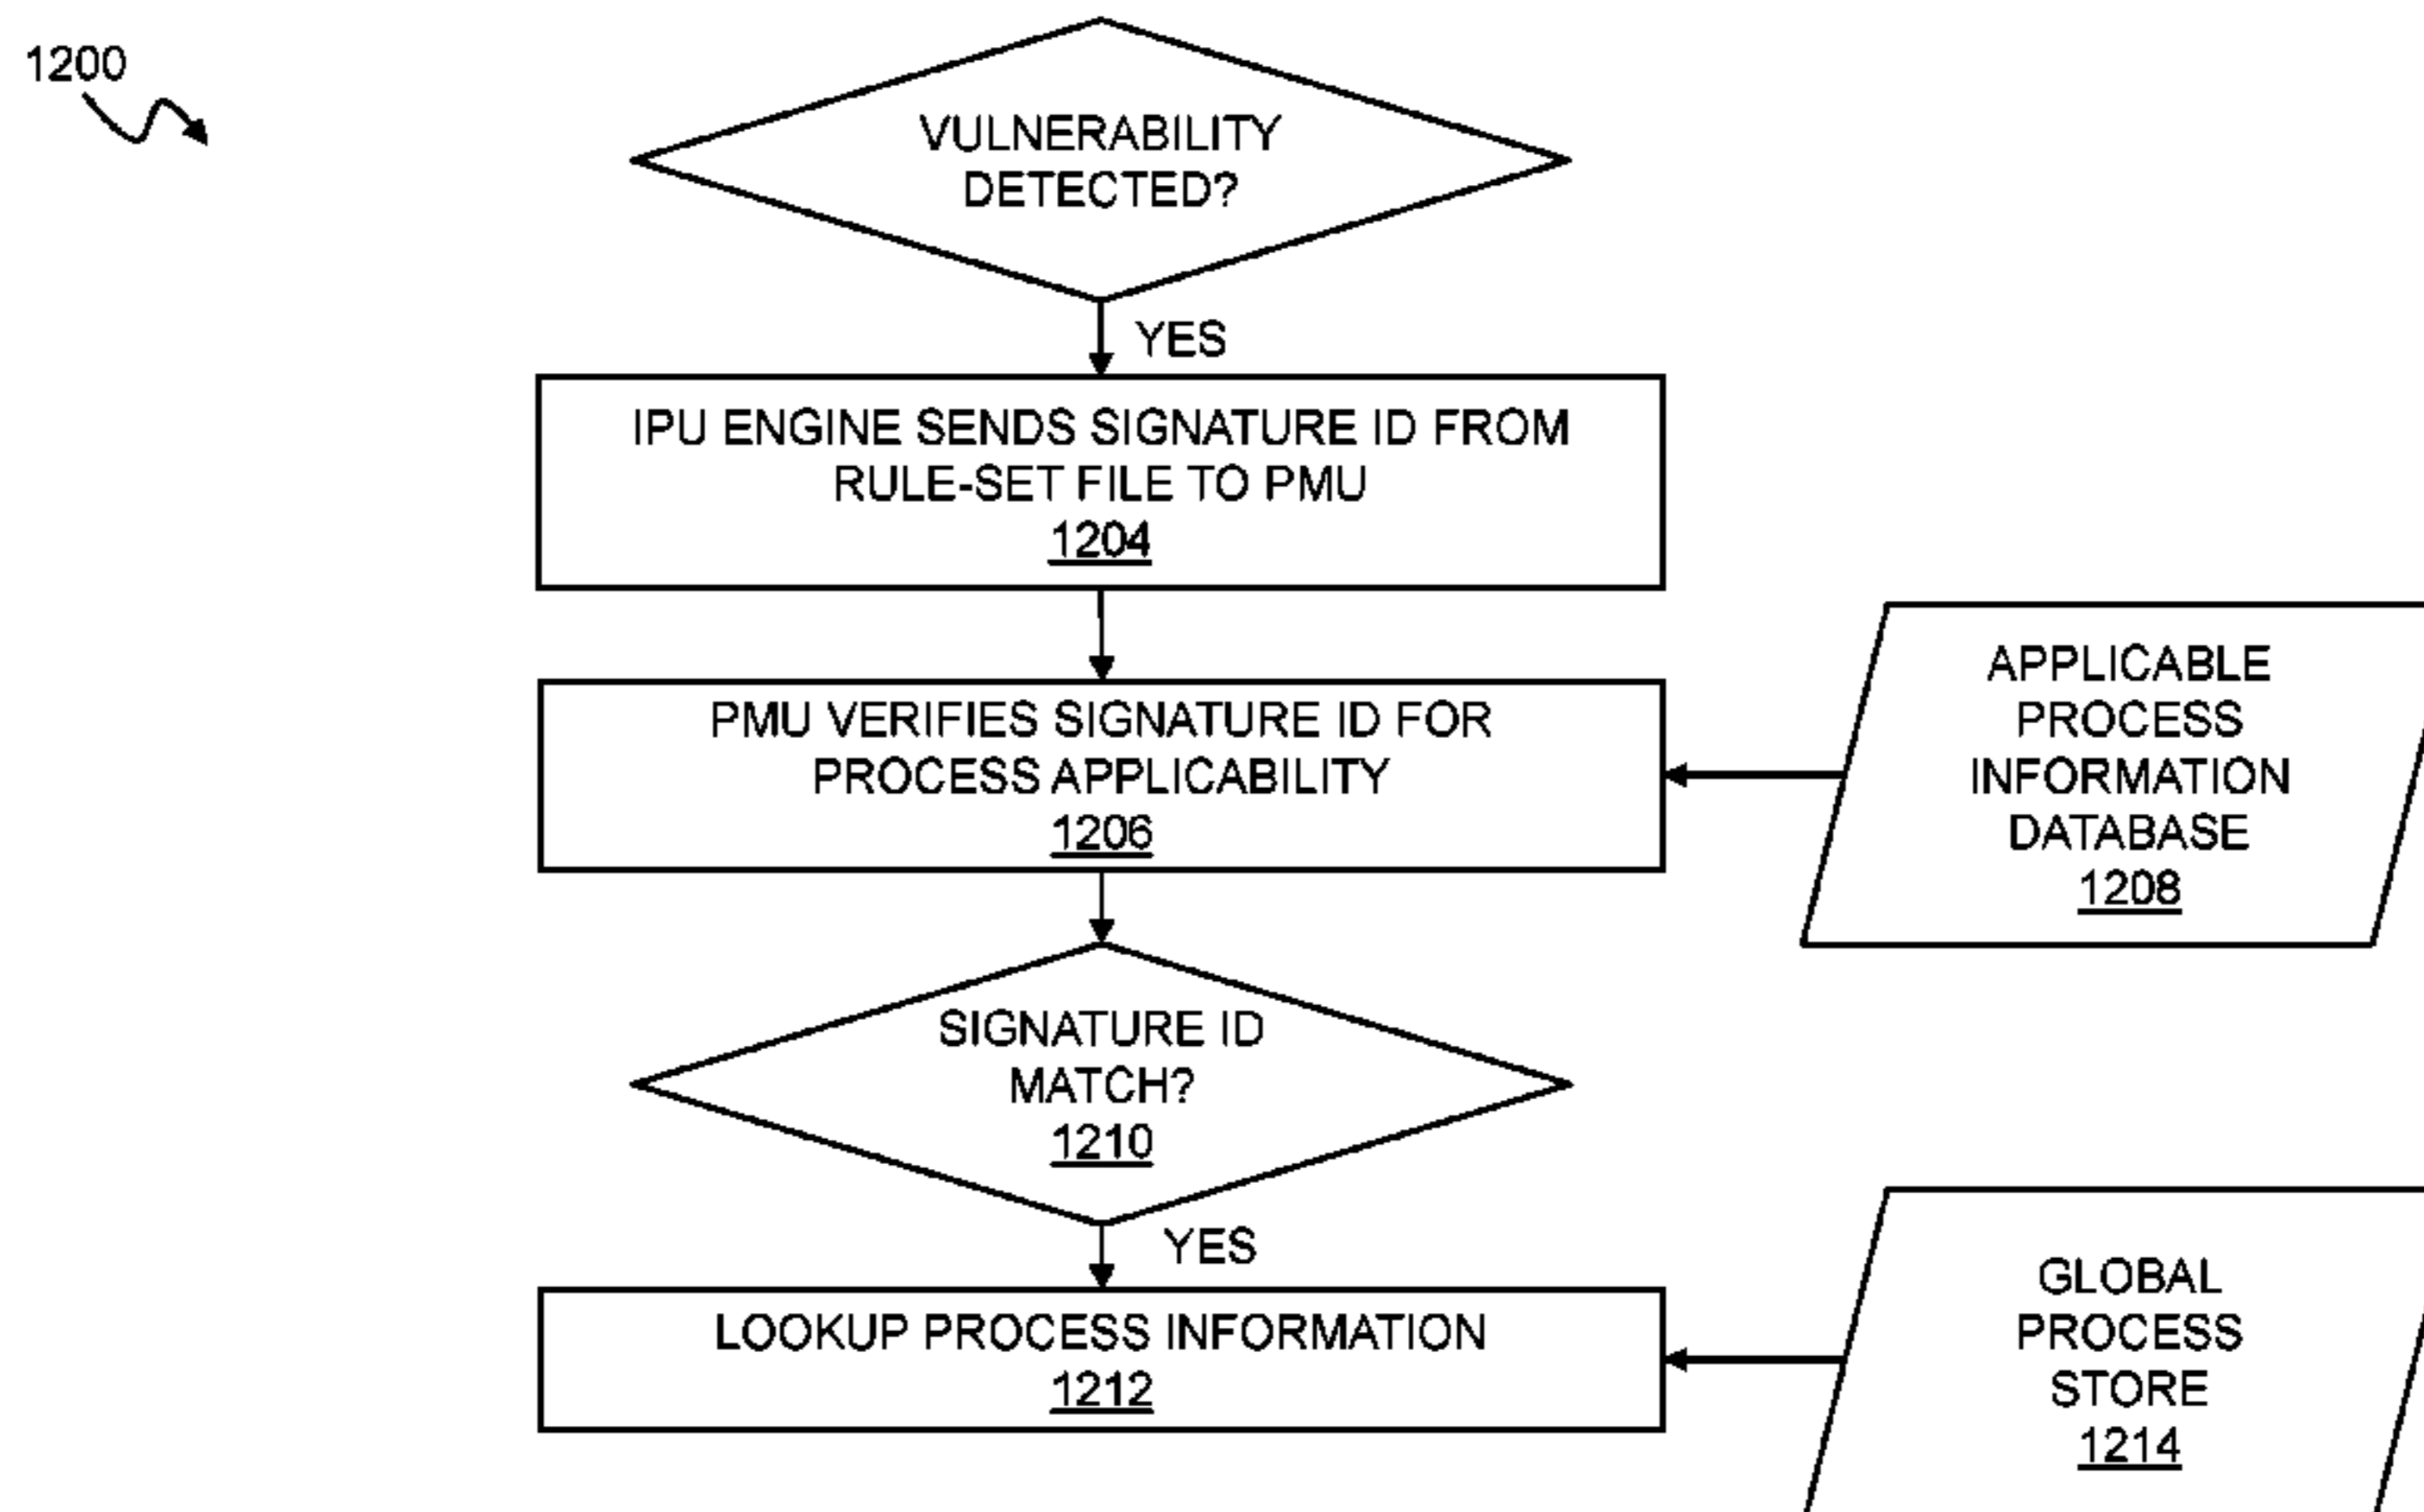 1200
VULNERABILITY
DETECTED?
YES
IPU ENGINE SENDS SIGNATURE ID FROM
RULE-SET FILE TO PMU
1204
PMU VERIFIES SIGNATURE ID FOR
PROCESS APPLICABILITY
1206
APPLICABLE
PROCESS
INFORMATION
DATABASE
1208
SIGNATURE ID
MATCH?
1210
YES
LOOKUP PROCESS INFORMATION
1212
GLOBAL
PROCESS
STORE
1214